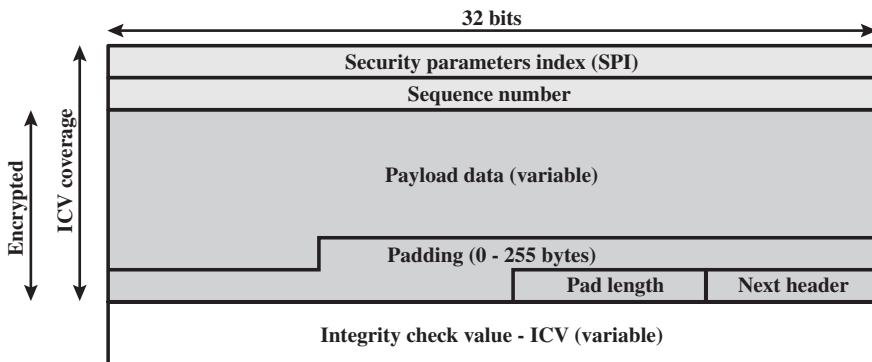 32 bits
Security parameters index (SPI)
Sequence number
Encrypted
ICV coverage
Payload data (variable)
Padding (0 - 255 bytes)
Pad length
Next header
Integrity check value - ICV (variable)